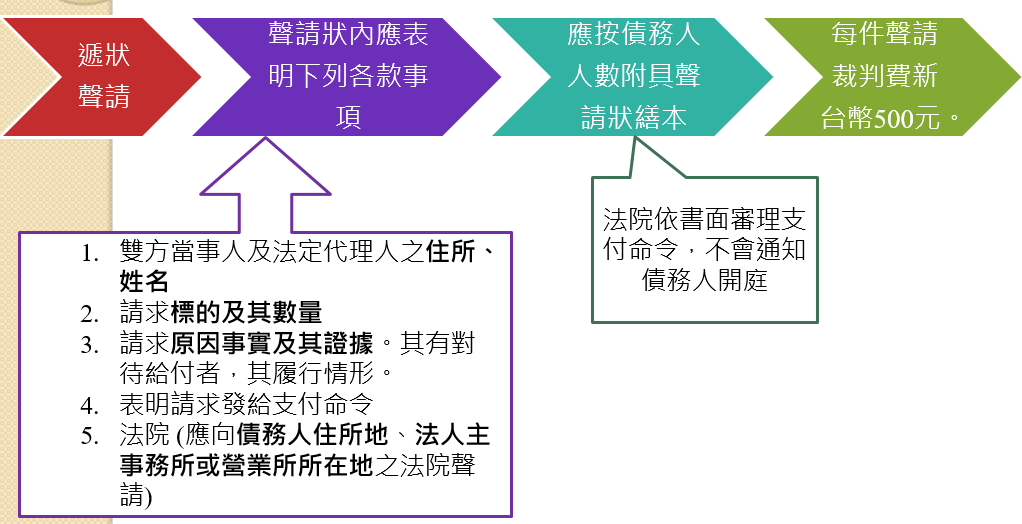 遞狀
聲請
聲請狀內應表
明下列各款事
項
應按債務人
人數附具聲
請狀繕本
每件聲請
裁判費新
台幣500元。
1. 雙方當事人及法定代理人之住所、
姓名
2. 請求標的及其數量
3. 請求原因事實及其證據。其有對
待給付者，其履行情形。
4. 表明請求發給支付命令
5. 法院 (應向債務人住所地、法人主
事務所或營業所所在地之法院聲
請)
法院依書面審理支
付命令，不會通知
債務人開庭